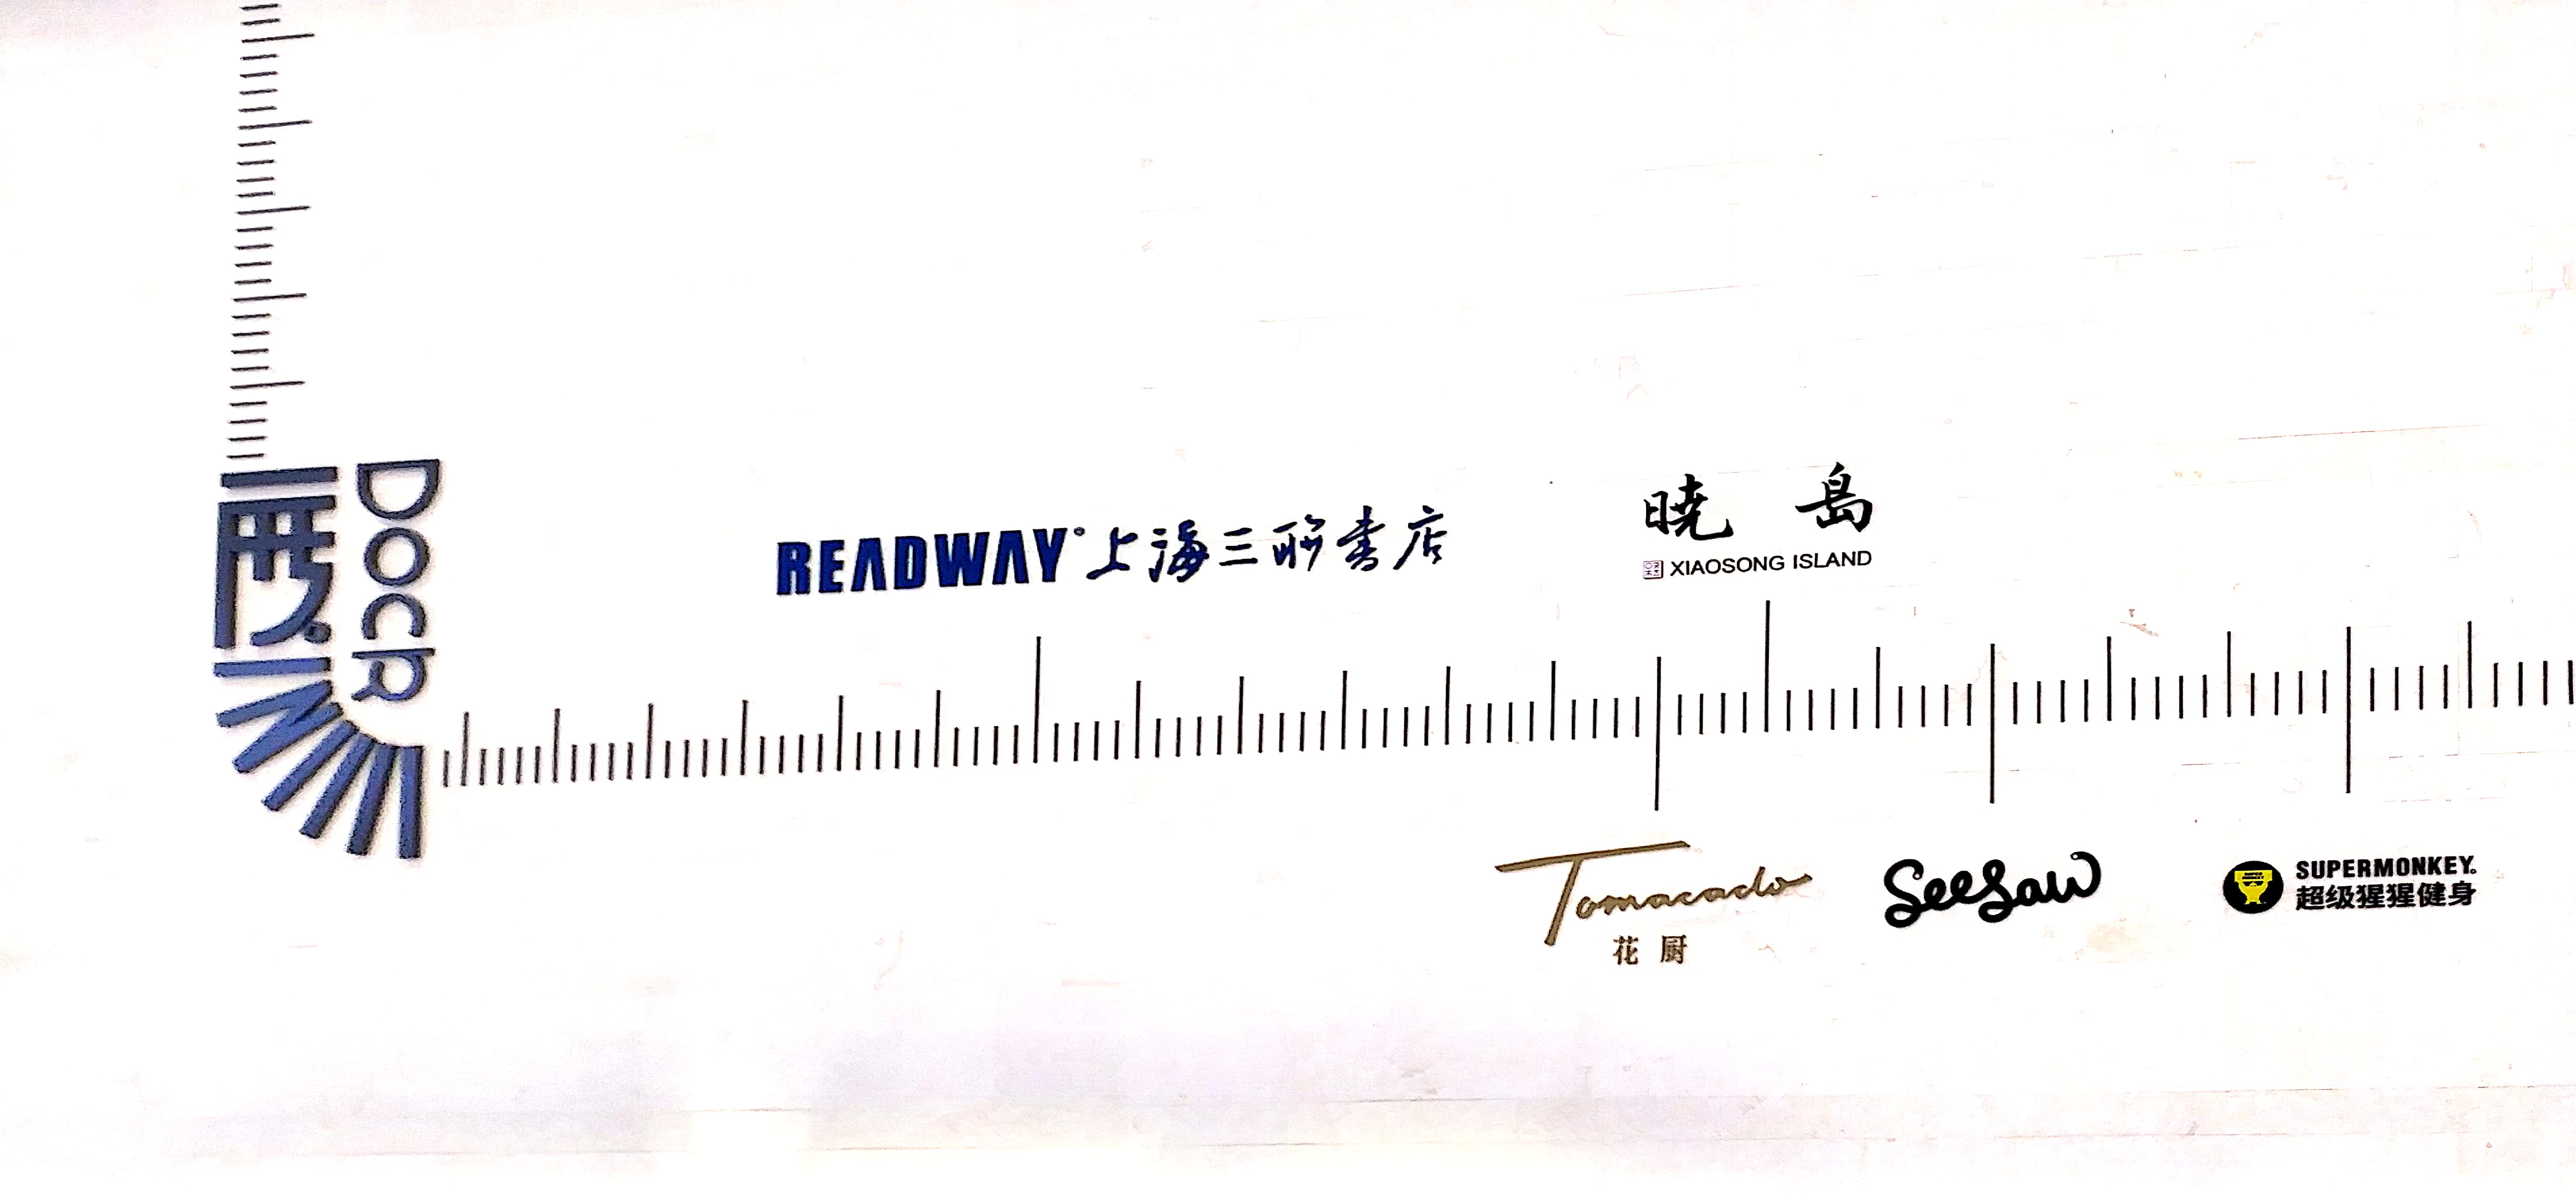 DOCR
READWAY 上海三联书店
晓 岛
XIAOSONG ISLAND
Tomacado
花 厨
SeeSaw
SUPERMONKEY.
超级猩猩健身